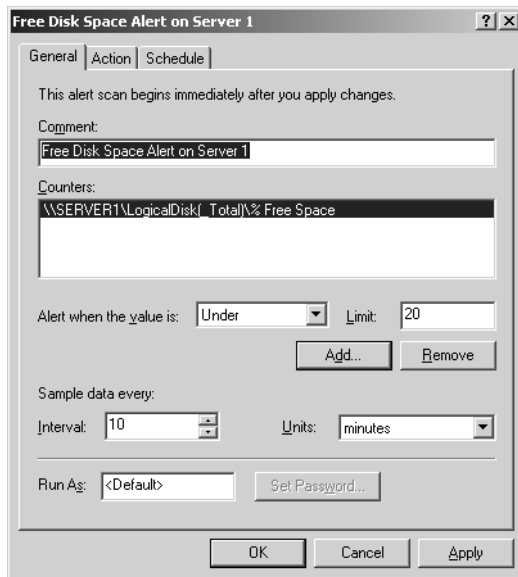 Free Disk Space Alert on Server 1
General Action Schedule
This alert scan begins immediately after you apply changes.
Comment:
Free Disk Space Alert on Server 1
Counters:
\\SERVER1\LogicalDisk(_Total)\% Free Space
Alert when the value is: Under Limit: 20
Add... Remove
Sample data every:
Interval: 10 Units: minutes
Run As: <Default> Set Password...
OK Cancel Apply